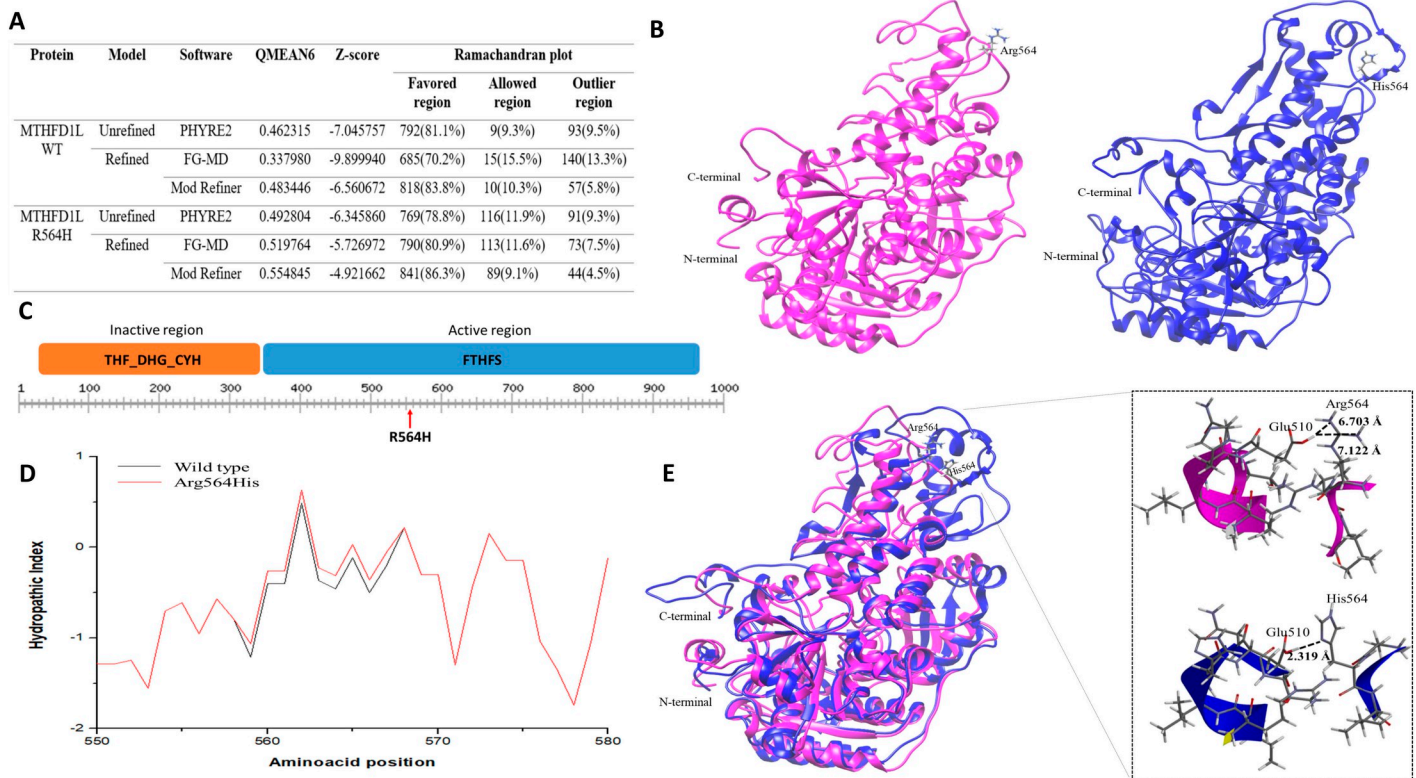 A
Protein Model Software QMEAN6 Z-score Ramachandran plot
Favored region Allowed region Outlier region
MTHFD1L WT Unrefined PHYRE2 0.462315 -7.045757 792(81.1%) 9(9.3%) 93(9.5%)
Refined FG-MD 0.337980 -9.899940 685(70.2%) 15(15.5%) 140(13.3%)
Mod Refiner 0.483446 -6.560672 818(83.8%) 10(10.3%) 57(5.8%)
MTHFD1L R564H Unrefined PHYRE2 0.492804 -6.345860 769(78.8%) 116(11.9%) 91(9.3%)
Refined FG-MD 0.519764 -5.726972 790(80.9%) 113(11.6%) 73(7.5%)
Mod Refiner 0.554845 -4.921662 841(86.3%) 89(9.1%) 44(4.5%)
B
Arg564
C-terminal
N-terminal
His564
C-terminal
N-terminal
C
Inactive region Active region
THF_DHG_CYH FTHFS
1 100 200 300 400 500 600 700 800 900 1000
R564H
D
Wild type
Arg564His
Hydropathic Index
1
0
-1
-2
550 560 570 580
Aminoacid position
E
Arg564
His564
C-terminal
N-terminal
Arg564
Glu510
6.703 Å
7.122 Å
His564
Glu510
2.319 Å